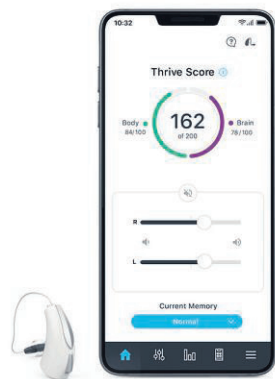 10:32
Thrive Score
Body
84/100
162
of 200
Brain
78/100
R
L
Current Memory
Normal